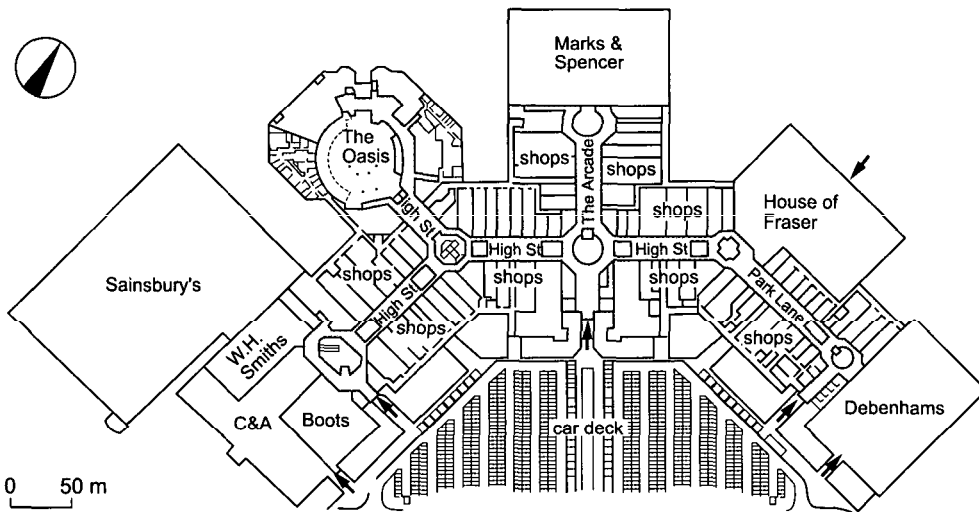 Marks &
Spencer
The
Oasis
shops
The Arcade
shops
House of
Fraser
shops
High St
High St
High St
Sainsbury's
shops
shops
shops
High St
Park Lane
shops
shops
W.H.
Smiths
C&A
Boots
car deck
Debenhams
0 50 m